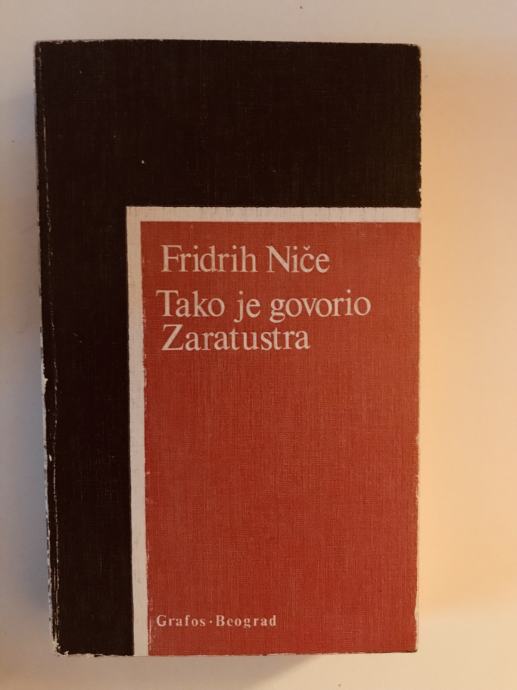 Fridrih Niče
Tako je govorio
Zaratustra
Grafos · Beograd